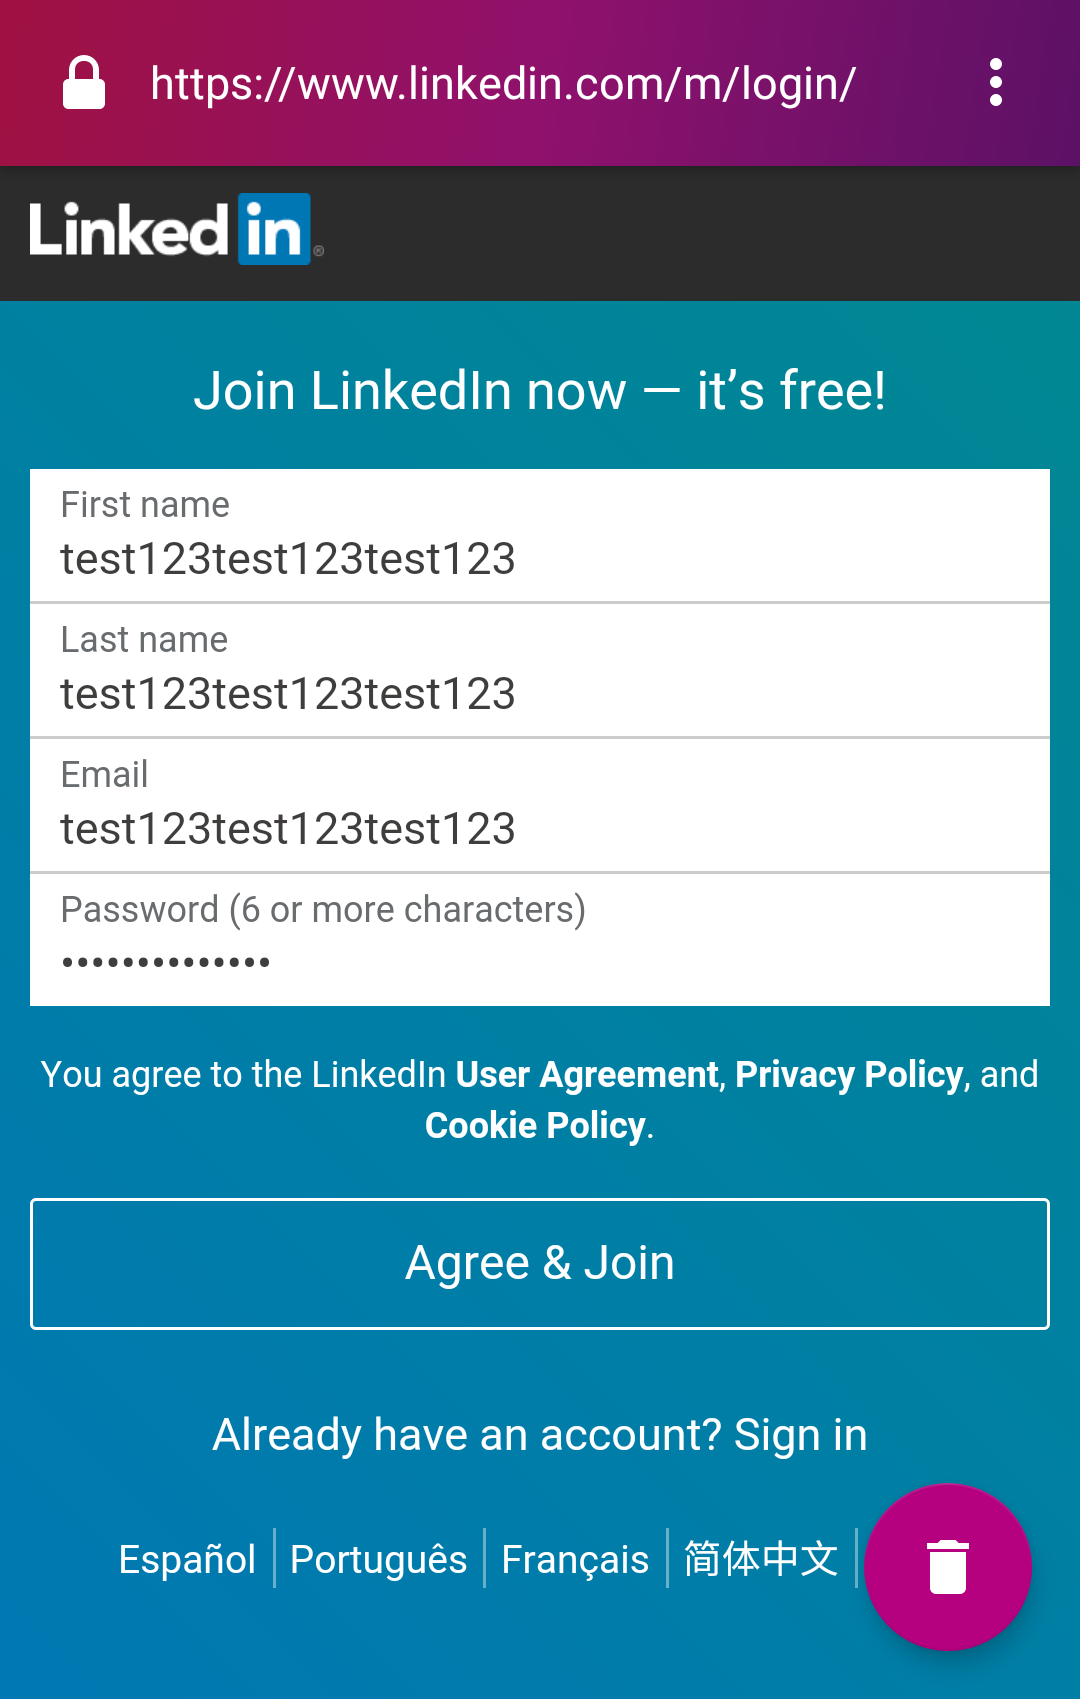 https://www.linkedin.com/m/login/
Linked in ®
Join LinkedIn now — it’s free!
First name
test123test123test123
Last name
test123test123test123
Email
test123test123test123
Password (6 or more characters)
••••••••••••••
You agree to the LinkedIn User Agreement, Privacy Policy, and
Cookie Policy.
Agree & Join
Already have an account? Sign in
Español Português Français 简体中文